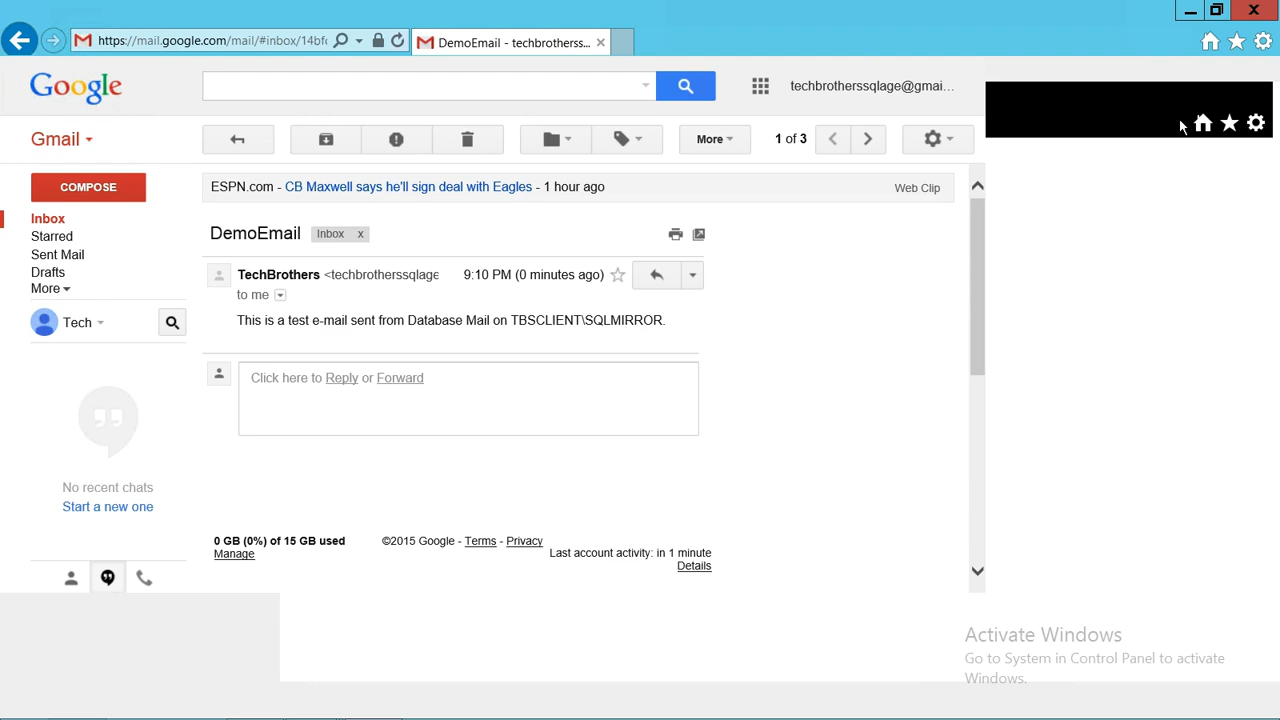 https://mail.google.com/mail/#inbox/14bf
DemoEmail - techbrotherss...
Google
techbrotherssqlage@gmai...
Gmail
More
1 of 3
COMPOSE
ESPN.com - CB Maxwell says he'll sign deal with Eagles - 1 hour ago
Web Clip
Inbox
Starred
Sent Mail
Drafts
More
DemoEmail
Inbox x
TechBrothers <techbrotherssqlage
9:10 PM (0 minutes ago)
to me
Tech
This is a test e-mail sent from Database Mail on TBSCLIENT\SQLMIRROR.
Click here to Reply or Forward
No recent chats
Start a new one
0 GB (0%) of 15 GB used
Manage
©2015 Google - Terms - Privacy
Last account activity: in 1 minute
Details
Activate Windows
Go to System in Control Panel to activate
Windows.